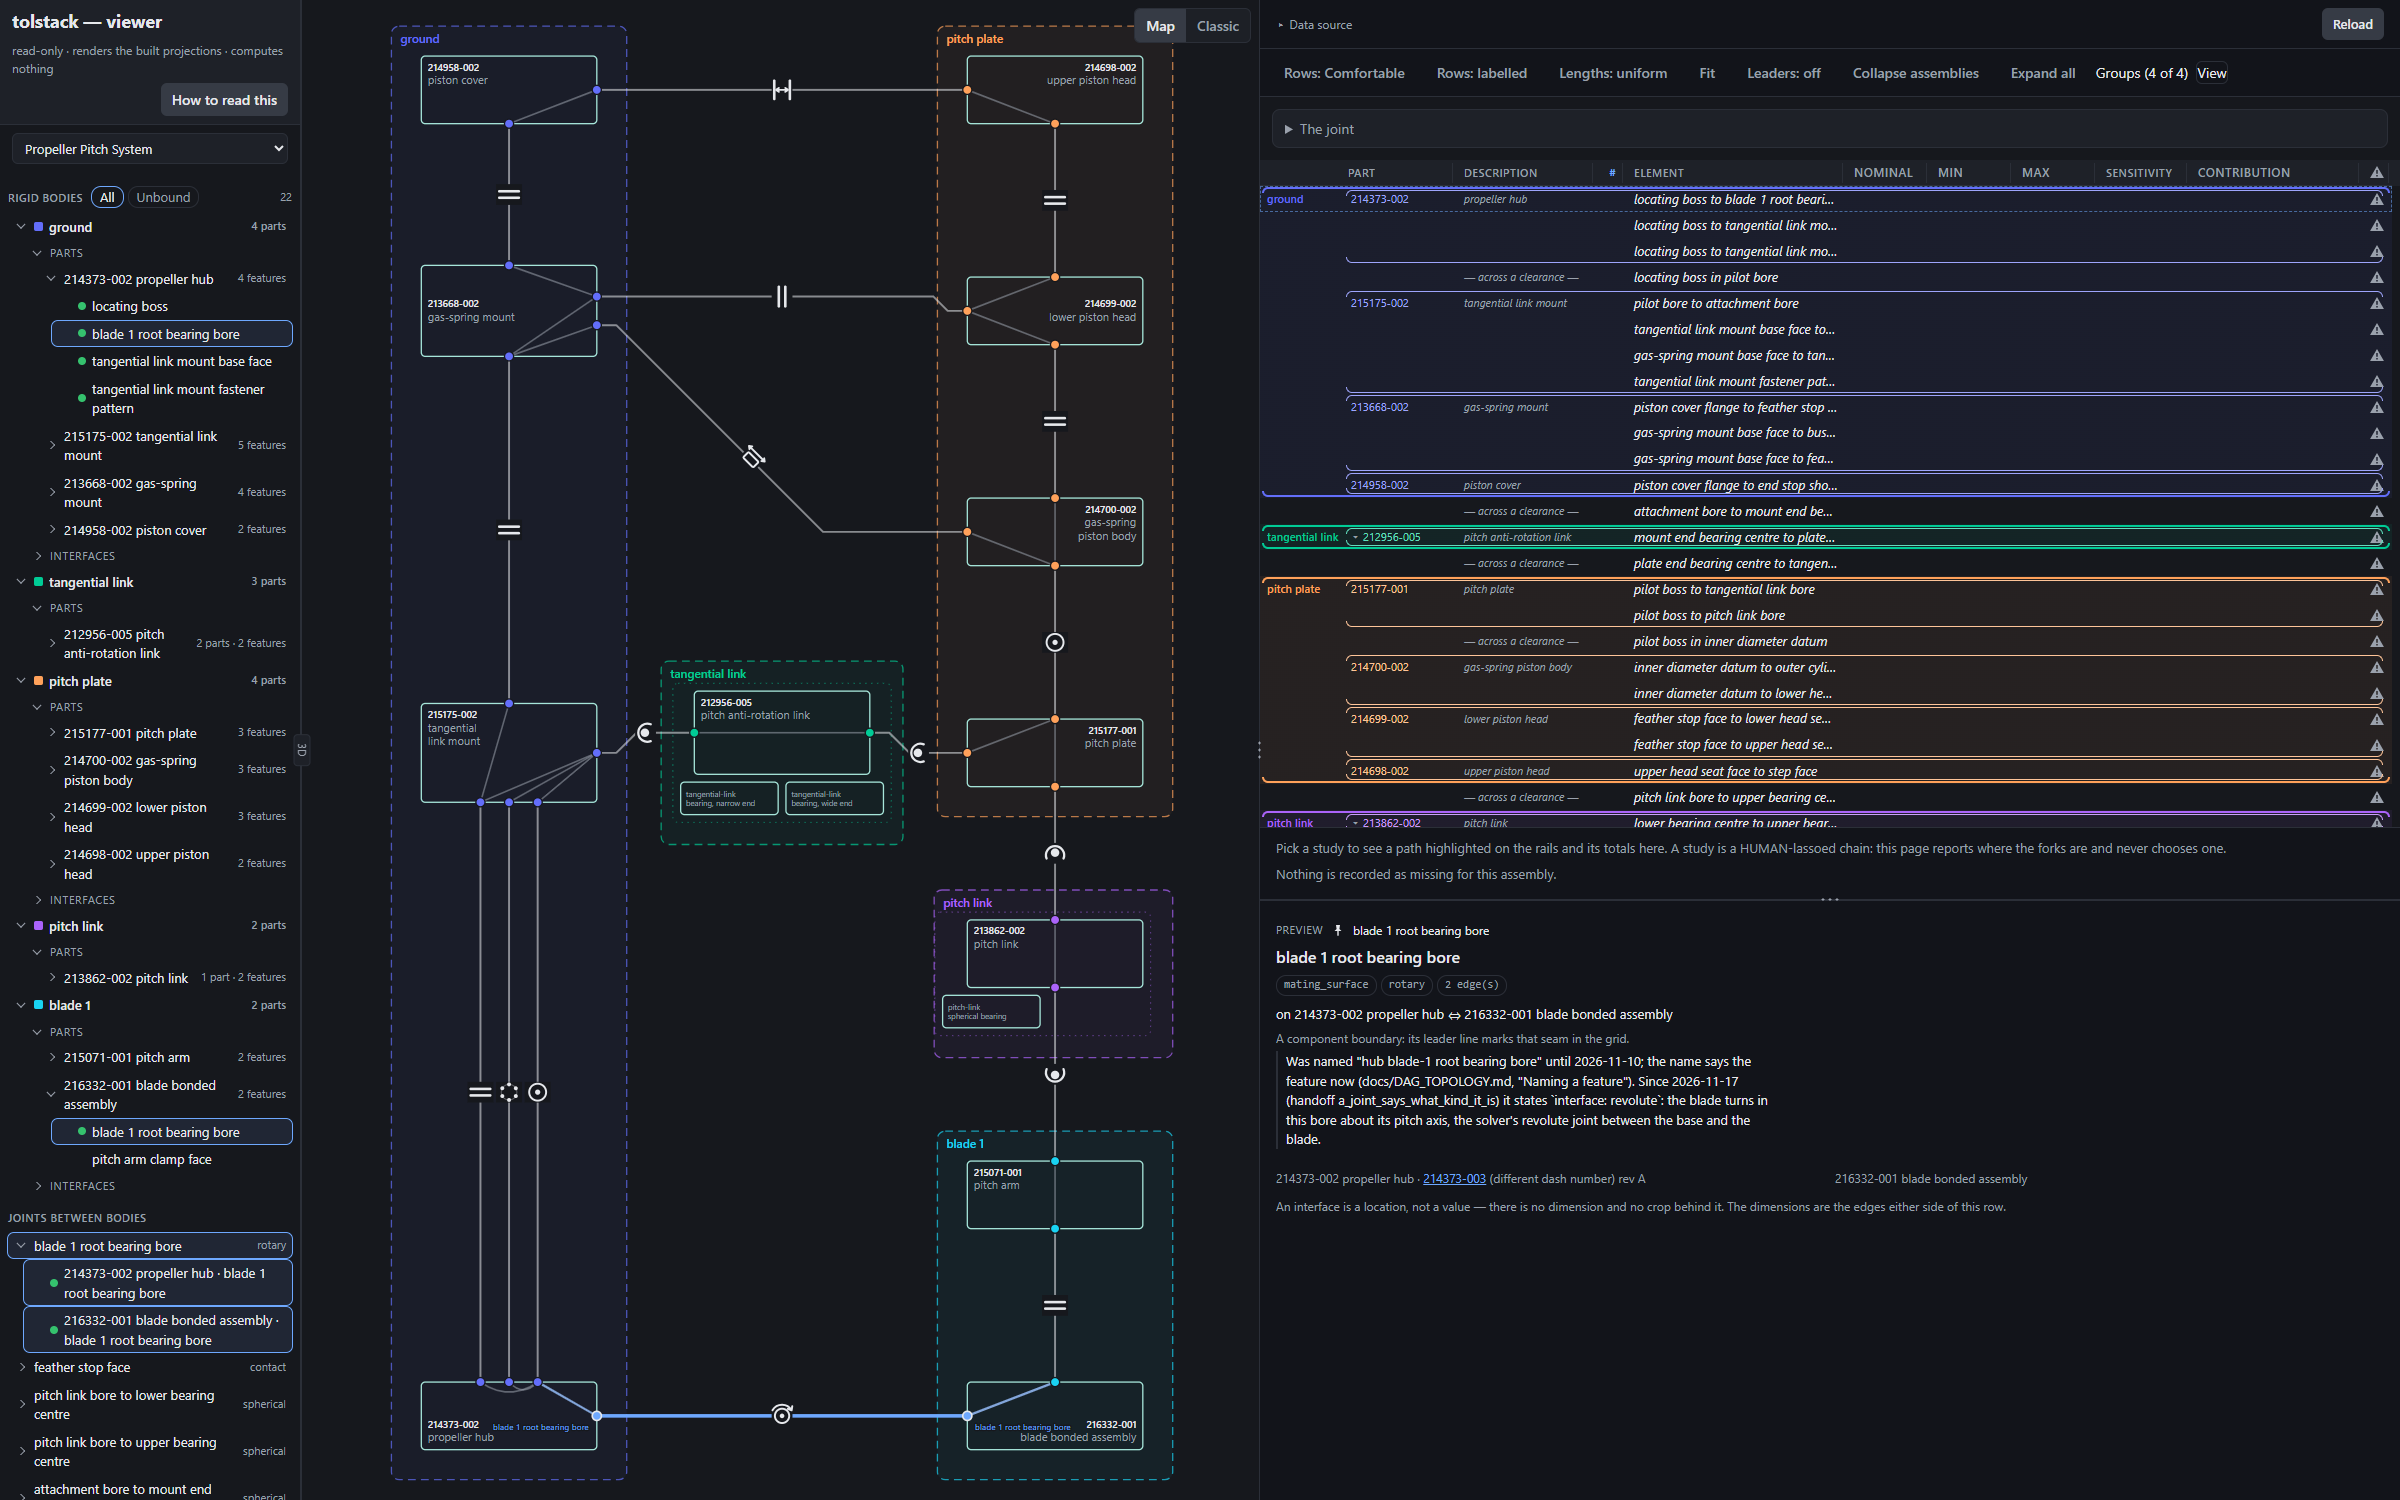 tolstack — viewer
read-only · renders the built projections · computes
nothing
How to read this
Propeller Pitch System
RIGID BODIES All Unbound 22
ground 4 parts
PARTS
214373-002 propeller hub 4 features
locating boss
blade 1 root bearing bore
tangential link mount base face
tangential link mount fastener
pattern
215175-002 tangential link
mount 5 features
213668-002 gas-spring
mount 4 features
214958-002 piston cover 2 features
INTERFACES
tangential link 3 parts
PARTS
212956-005 pitch
anti-rotation link 2 parts · 2 features
pitch plate 4 parts
PARTS
215177-001 pitch plate 3 features
214700-002 gas-spring
piston body 3 features
214699-002 lower piston
head 3 features
214698-002 upper piston
head 2 features
INTERFACES
pitch link 2 parts
PARTS
213862-002 pitch link 1 part · 2 features
blade 1 2 parts
PARTS
215071-001 pitch arm 2 features
216332-001 blade bonded
assembly 2 features
blade 1 root bearing bore
pitch arm clamp face
INTERFACES
JOINTS BETWEEN BODIES
blade 1 root bearing bore rotary
214373-002 propeller hub · blade 1
root bearing bore
216332-001 blade bonded assembly ·
blade 1 root bearing bore
feather stop face contact
pitch link bore to lower bearing
centre spherical
pitch link bore to upper bearing
centre spherical
attachment bore to mount end spherical
3D
Map Classic
ground
214958-002
piston cover
213668-002
gas-spring mount
215175-002
tangential
link mount
214373-002
propeller hub
blade 1 root bearing bore
tangential link
212956-005
pitch anti-rotation link
tangential-link
bearing, narrow end
tangential-link
bearing, wide end
pitch plate
214698-002
upper piston head
214699-002
lower piston head
214700-002
gas-spring
piston body
215177-001
pitch plate
pitch link
213862-002
pitch link
pitch-link
spherical bearing
blade 1
215071-001
pitch arm
blade 1 root bearing bore
216332-001
blade bonded assembly
Data source Reload
Rows: Comfortable Rows: labelled Lengths: uniform Fit Leaders: off Collapse assemblies Expand all Groups (4 of 4) View
The joint
PART DESCRIPTION # ELEMENT NOMINAL MIN MAX SENSITIVITY CONTRIBUTION
ground 214373-002 propeller hub locating boss to blade 1 root beari...
locating boss to tangential link mo...
locating boss to tangential link mo...
— across a clearance — locating boss in pilot bore
215175-002 tangential link mount pilot bore to attachment bore
tangential link mount base face to...
gas-spring mount base face to tan...
tangential link mount fastener pat...
213668-002 gas-spring mount piston cover flange to feather stop ...
gas-spring mount base face to bus...
gas-spring mount base face to fea...
214958-002 piston cover piston cover flange to end stop sho...
— across a clearance — attachment bore to mount end be...
tangential link 212956-005 pitch anti-rotation link mount end bearing centre to plate...
— across a clearance — plate end bearing centre to tangen...
pitch plate 215177-001 pitch plate pilot boss to tangential link bore
pilot boss to pitch link bore
— across a clearance — pilot boss in inner diameter datum
214700-002 gas-spring piston body inner diameter datum to outer cyli...
inner diameter datum to lower he...
214699-002 lower piston head feather stop face to lower head se...
feather stop face to upper head se...
214698-002 upper piston head upper head seat face to step face
— across a clearance — pitch link bore to upper bearing ce...
pitch link 213862-002 pitch link lower bearing centre to upper bear...
Pick a study to see a path highlighted on the rails and its totals here. A study is a HUMAN-lassoed chain: this page reports where the forks are and never chooses one.
Nothing is recorded as missing for this assembly.
PREVIEW blade 1 root bearing bore
blade 1 root bearing bore
mating_surface rotary 2 edge(s)
on 214373-002 propeller hub ⇔ 216332-001 blade bonded assembly
A component boundary: its leader line marks that seam in the grid.
Was named "hub blade-1 root bearing bore" until 2026-11-10; the name says the
feature now (docs/DAG_TOPOLOGY.md, "Naming a feature"). Since 2026-11-17
(handoff a_joint_says_what_kind_it_is) it states `interface: revolute`: the blade turns in
this bore about its pitch axis, the solver's revolute joint between the base and the
blade.
214373-002 propeller hub · 214373-003 (different dash number) rev A 216332-001 blade bonded assembly
An interface is a location, not a value — there is no dimension and no crop behind it. The dimensions are the edges either side of this row.